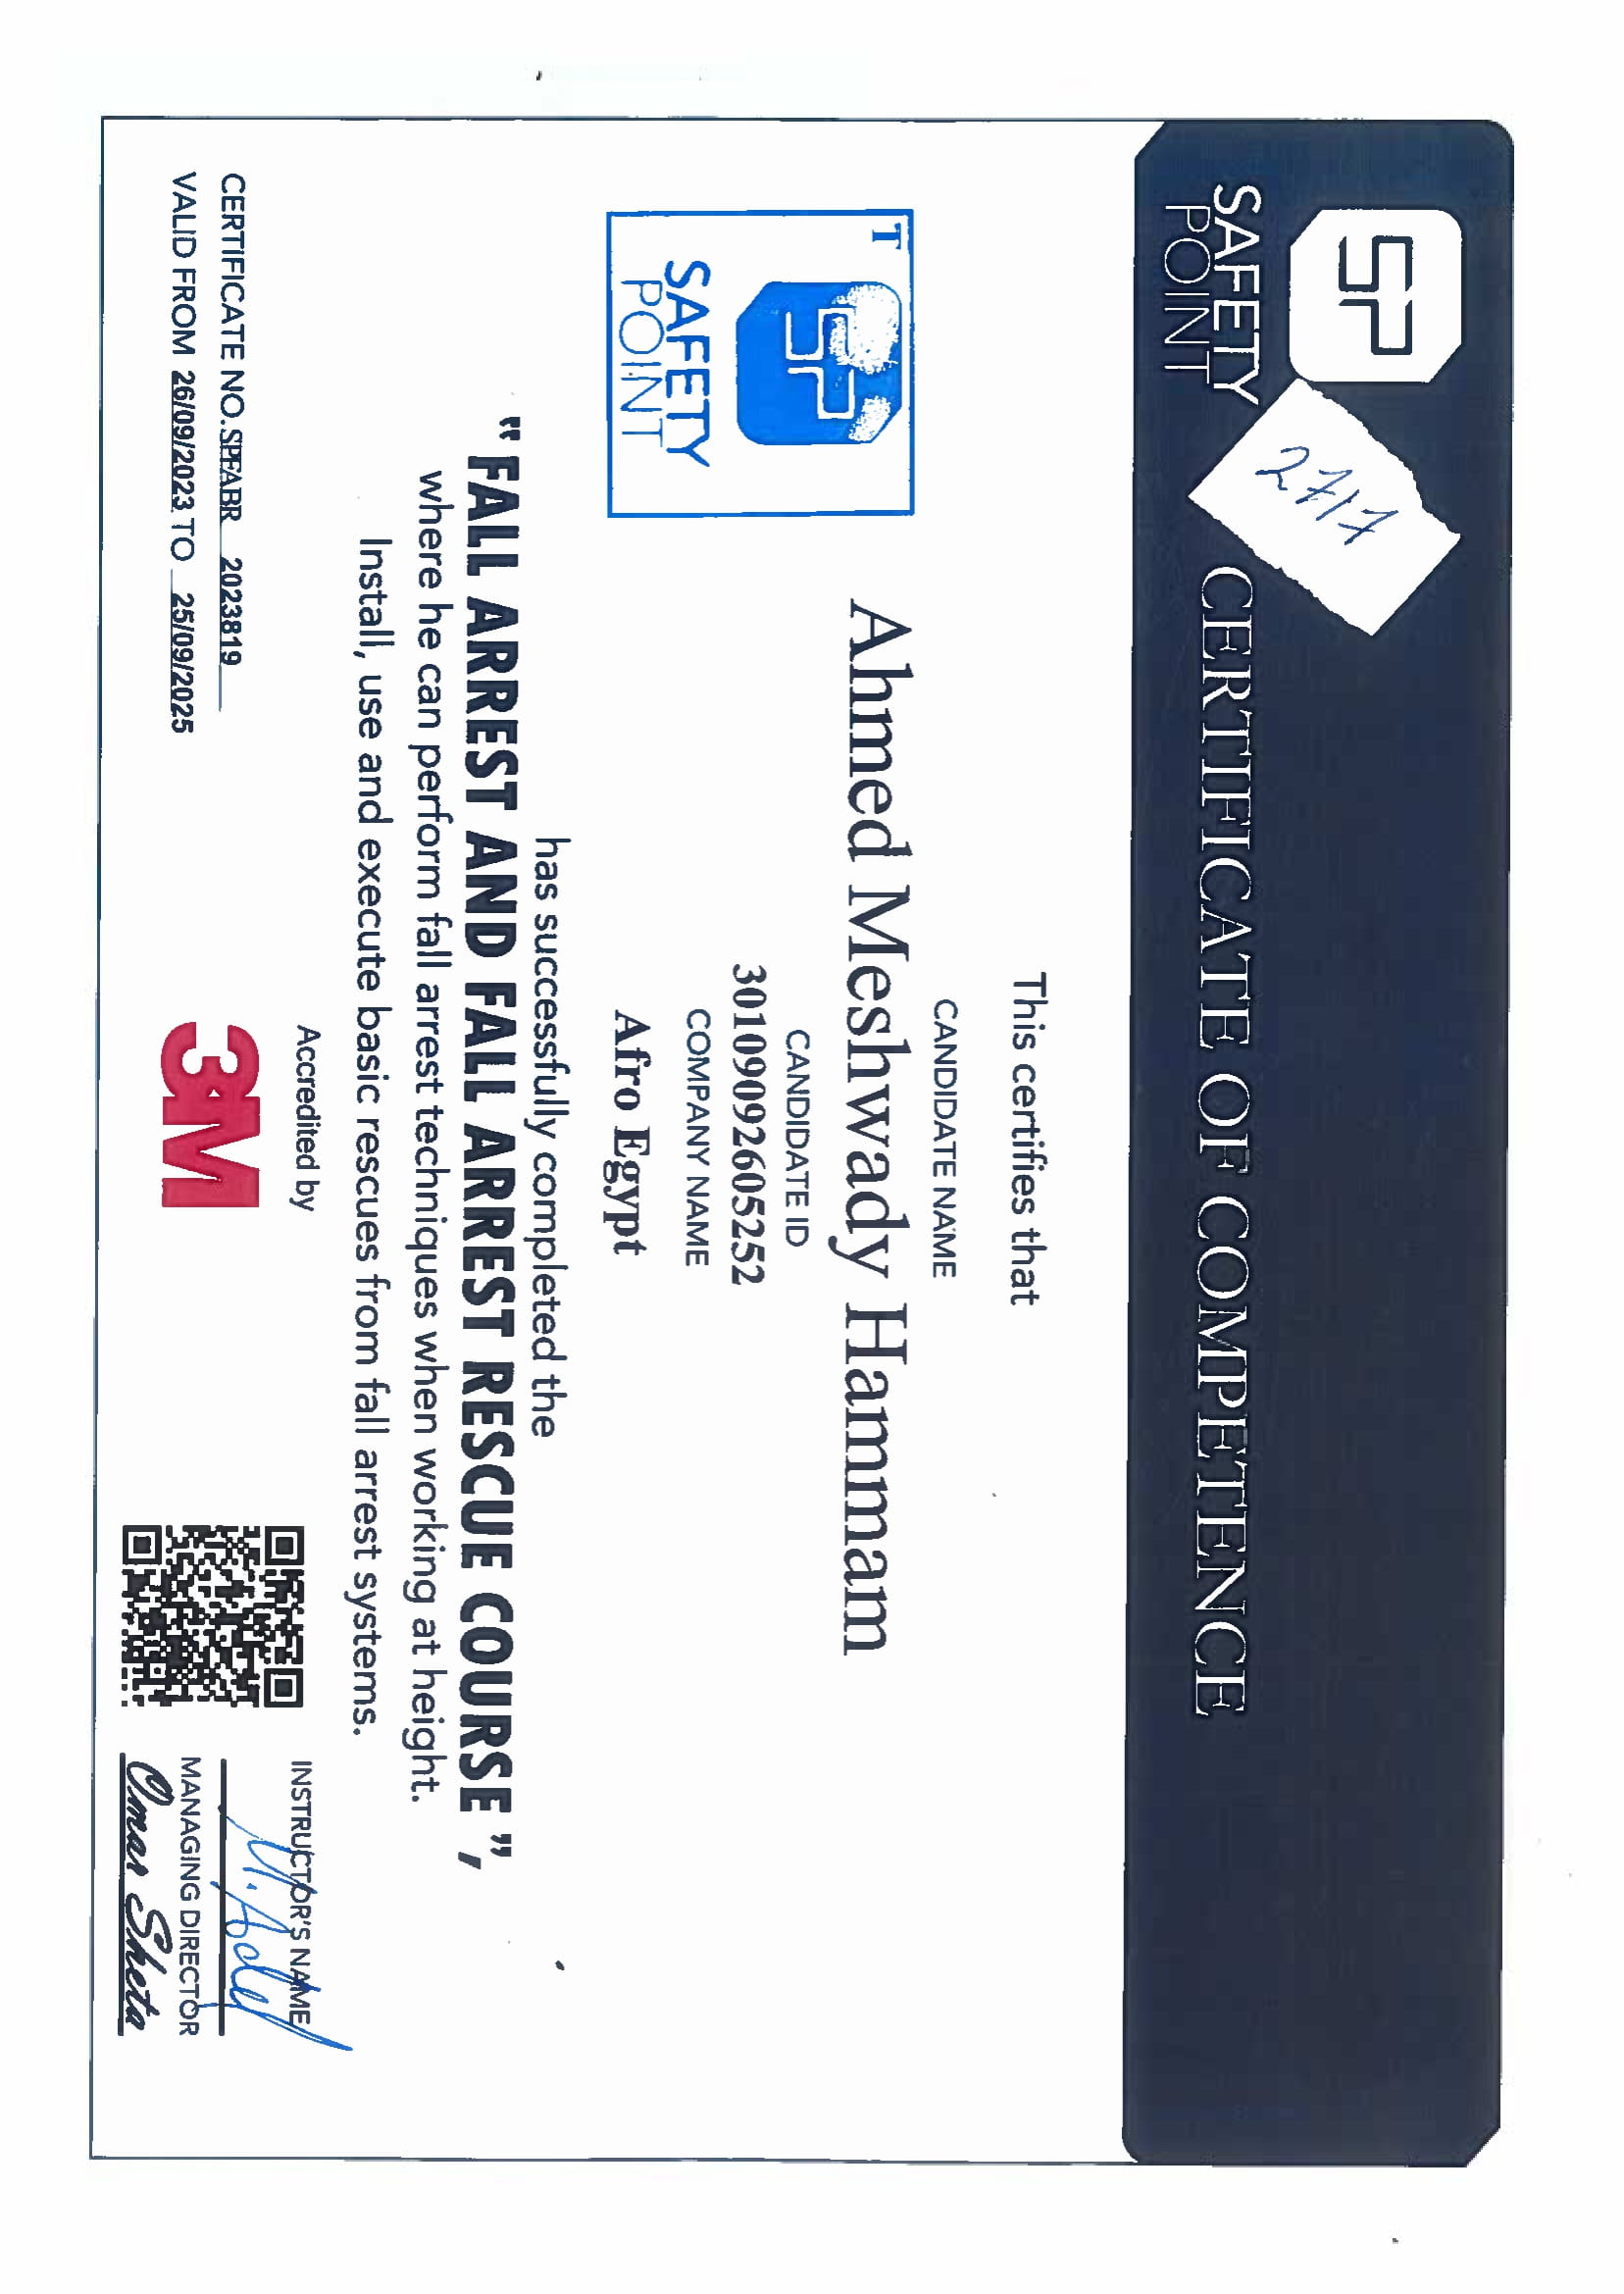 SP
SAFETY
POINT
2717
CERTIFICATE OF COMPETENCE
This certifies that
CANDIDATE NAME
Ahmed Meshwady Hammam
CANDIDATE ID
30109092605252
COMPANY NAME
Afro Egypt
T
SP
SAFETY
POINT
has successfully completed the
" FALL ARREST AND FALL ARREST RESCUE COURSE ",
where he can perform fall arrest techniques when working at height.
Install, use and execute basic rescues from fall arrest systems.
Accredited by
3M
CERTIFICATE NO. SPFABR 2023819
VALID FROM 26/09/2023 TO 25/09/2025
INSTRUCTOR'S NAME
M. Adel
MANAGING DIRECTOR
Omar Sheta